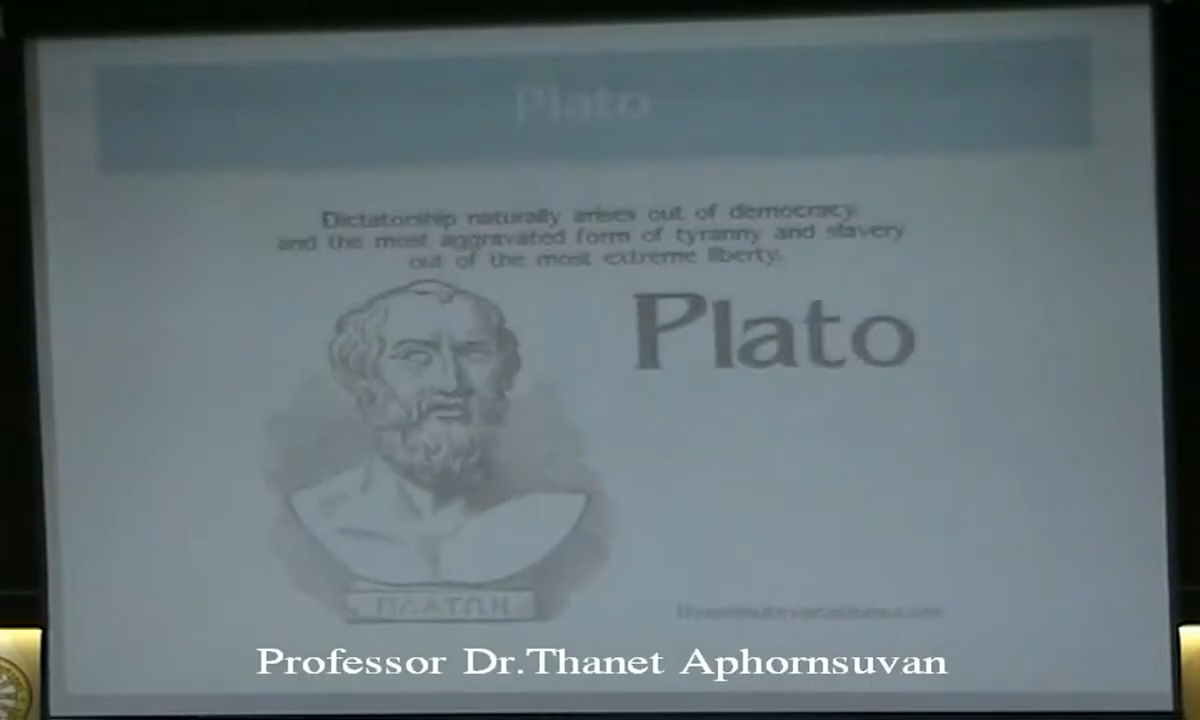 Plato
Dictatorship naturally arises out of democracy,
and the most aggravated form of tyranny and slavery
out of the most extreme liberty.
Plato
ΠΛΑΤΩΝ
Professor Dr.Thanet Aphornsuvan